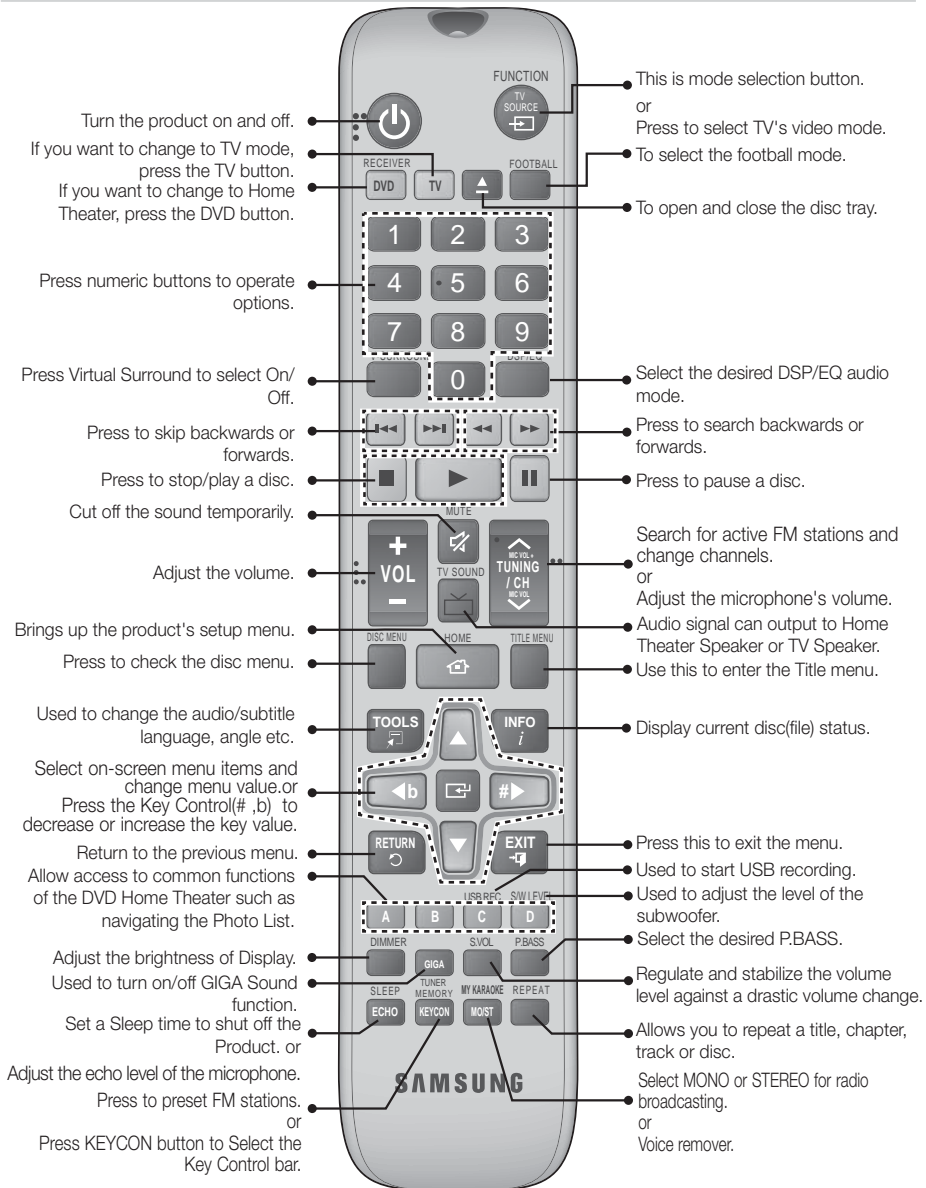 FUNCTION
TV
SOURCE
RECEIVER
DVD
TV
FOOTBALL
1 2 3
4 5 6
7 8 9
0
DSP/EQ
MUTE
+
VOL
−
TV SOUND
MIC VOL +
TUNING
/ CH
MIC VOL
DISC MENU
HOME
TITLE MENU
TOOLS
INFO
i
b
#
RETURN
EXIT
USB REC
S/W LEVEL
A B C D
DIMMER
GIGA
S.VOL
P.BASS
SLEEP
TUNER
MEMORY
MY KARAOKE
REPEAT
ECHO
KEYCON
MO/ST
SAMSUNG
Turn the product on and off.
If you want to change to TV mode,
press the TV button.
If you want to change to Home
Theater, press the DVD button.
Press numeric buttons to operate
options.
Press Virtual Surround to select On/
Off.
Press to skip backwards or
forwards.
Press to stop/play a disc.
Cut off the sound temporarily.
Adjust the volume.
Brings up the product's setup menu.
Press to check the disc menu.
Used to change the audio/subtitle
language, angle etc.
Select on-screen menu items and
change menu value.or
Press the Key Control(# ,b) to
decrease or increase the key value.
Return to the previous menu.
Allow access to common functions
of the DVD Home Theater such as
navigating the Photo List.
Adjust the brightness of Display.
Used to turn on/off GIGA Sound
function.
Set a Sleep time to shut off the
Product. or
Adjust the echo level of the microphone.
Press to preset FM stations.
or
Press KEYCON button to Select the
Key Control bar.
This is mode selection button.
or
Press to select TV's video mode.
To select the football mode.
To open and close the disc tray.
Select the desired DSP/EQ audio
mode.
Press to search backwards or
forwards.
Press to pause a disc.
Search for active FM stations and
change channels.
or
Adjust the microphone's volume.
Audio signal can output to Home
Theater Speaker or TV Speaker.
Use this to enter the Title menu.
Display current disc(file) status.
Press this to exit the menu.
Used to start USB recording.
Used to adjust the level of the
subwoofer.
Select the desired P.BASS.
Regulate and stabilize the volume
level against a drastic volume change.
Allows you to repeat a title, chapter,
track or disc.
Select MONO or STEREO for radio
broadcasting.
or
Voice remover.